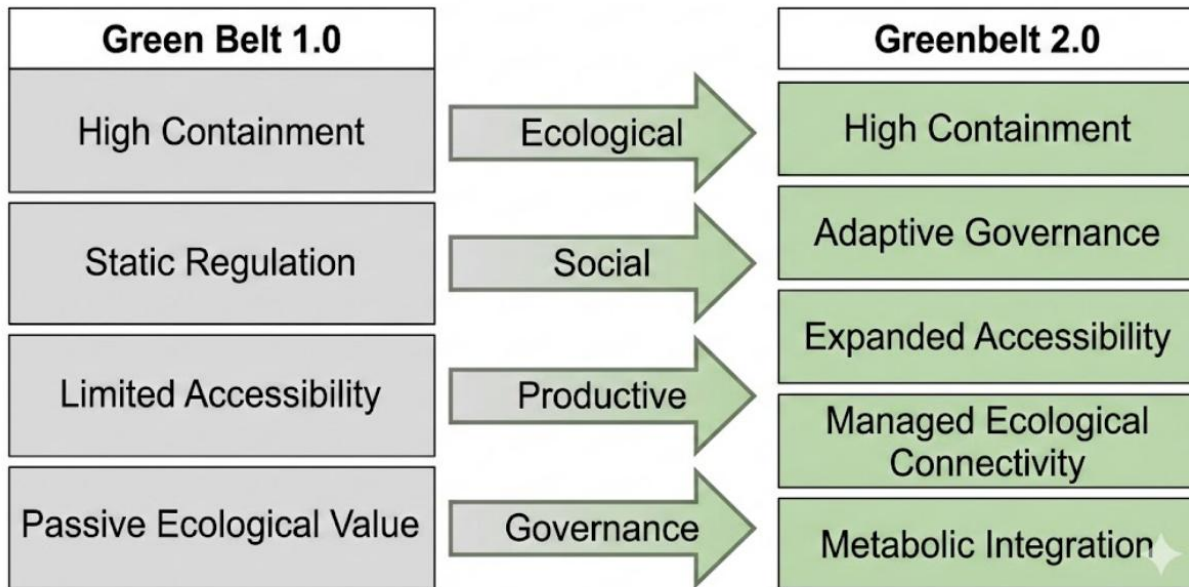 Green Belt 1.0
High Containment
Static Regulation
Limited Accessibility
Passive Ecological Value
Ecological
Social
Productive
Governance
Greenbelt 2.0
High Containment
Adaptive Governance
Expanded Accessibility
Managed Ecological
Connectivity
Metabolic Integration